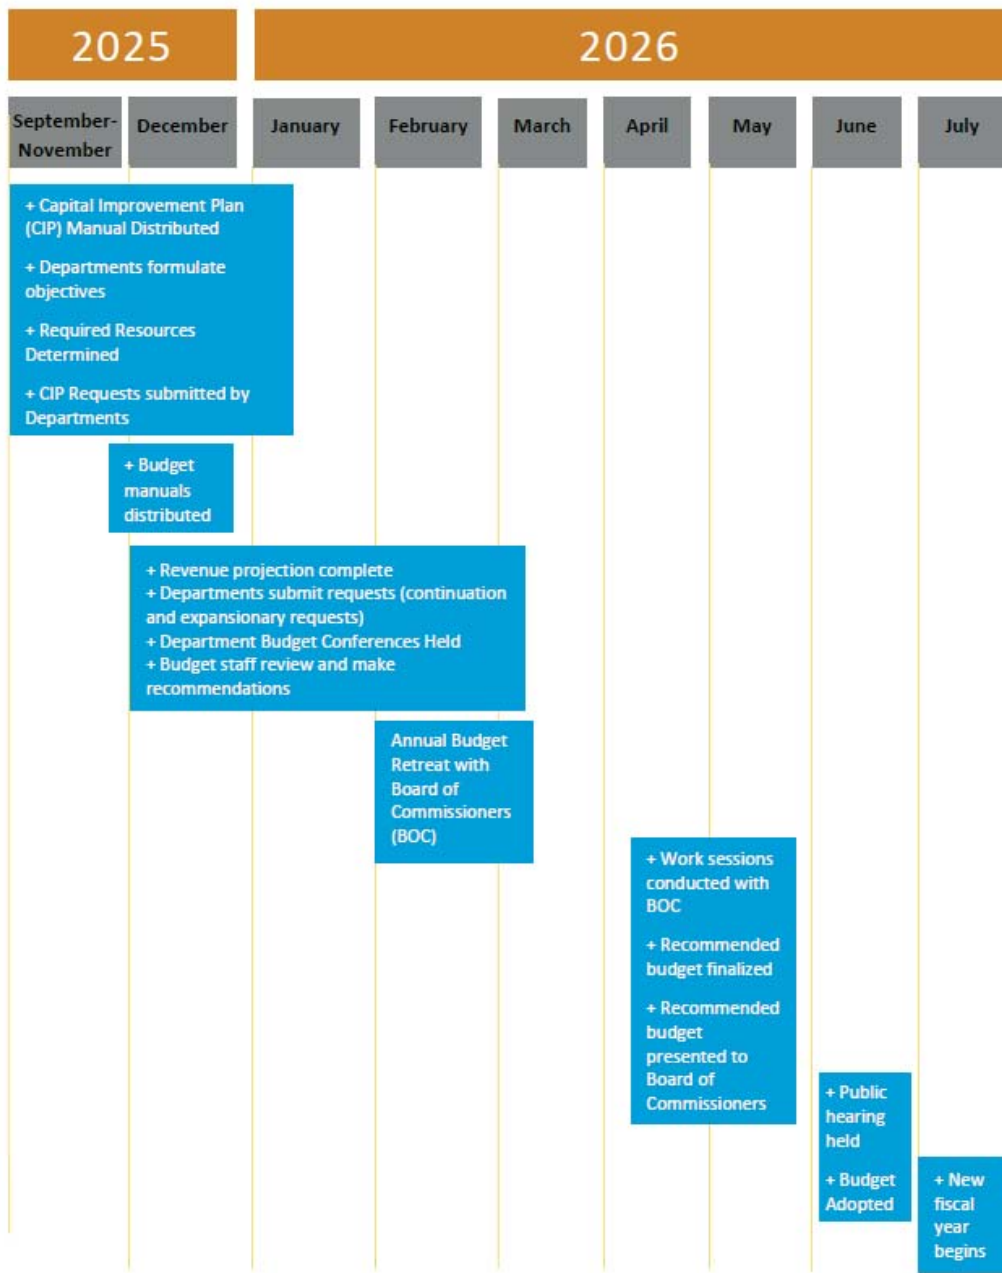 2025
2026
September-
November
December
January
February
March
April
May
June
July
+ Capital Improvement Plan
(CIP) Manual Distributed
+ Departments formulate
objectives
+ Required Resources
Determined
+ CIP Requests submitted by
Departments
+ Budget
manuals
distributed
+ Revenue projection complete
+ Departments submit requests (continuation
and expansionary requests)
+ Department Budget Conferences Held
+ Budget staff review and make
recommendations
Annual Budget
Retreat with
Board of
Commissioners
(BOC)
+ Work sessions
conducted with
BOC
+ Recommended
budget finalized
+ Recommended
budget
presented to
Board of
Commissioners
+ Public
hearing
held
+ Budget
Adopted
+ New
fiscal
year
begins